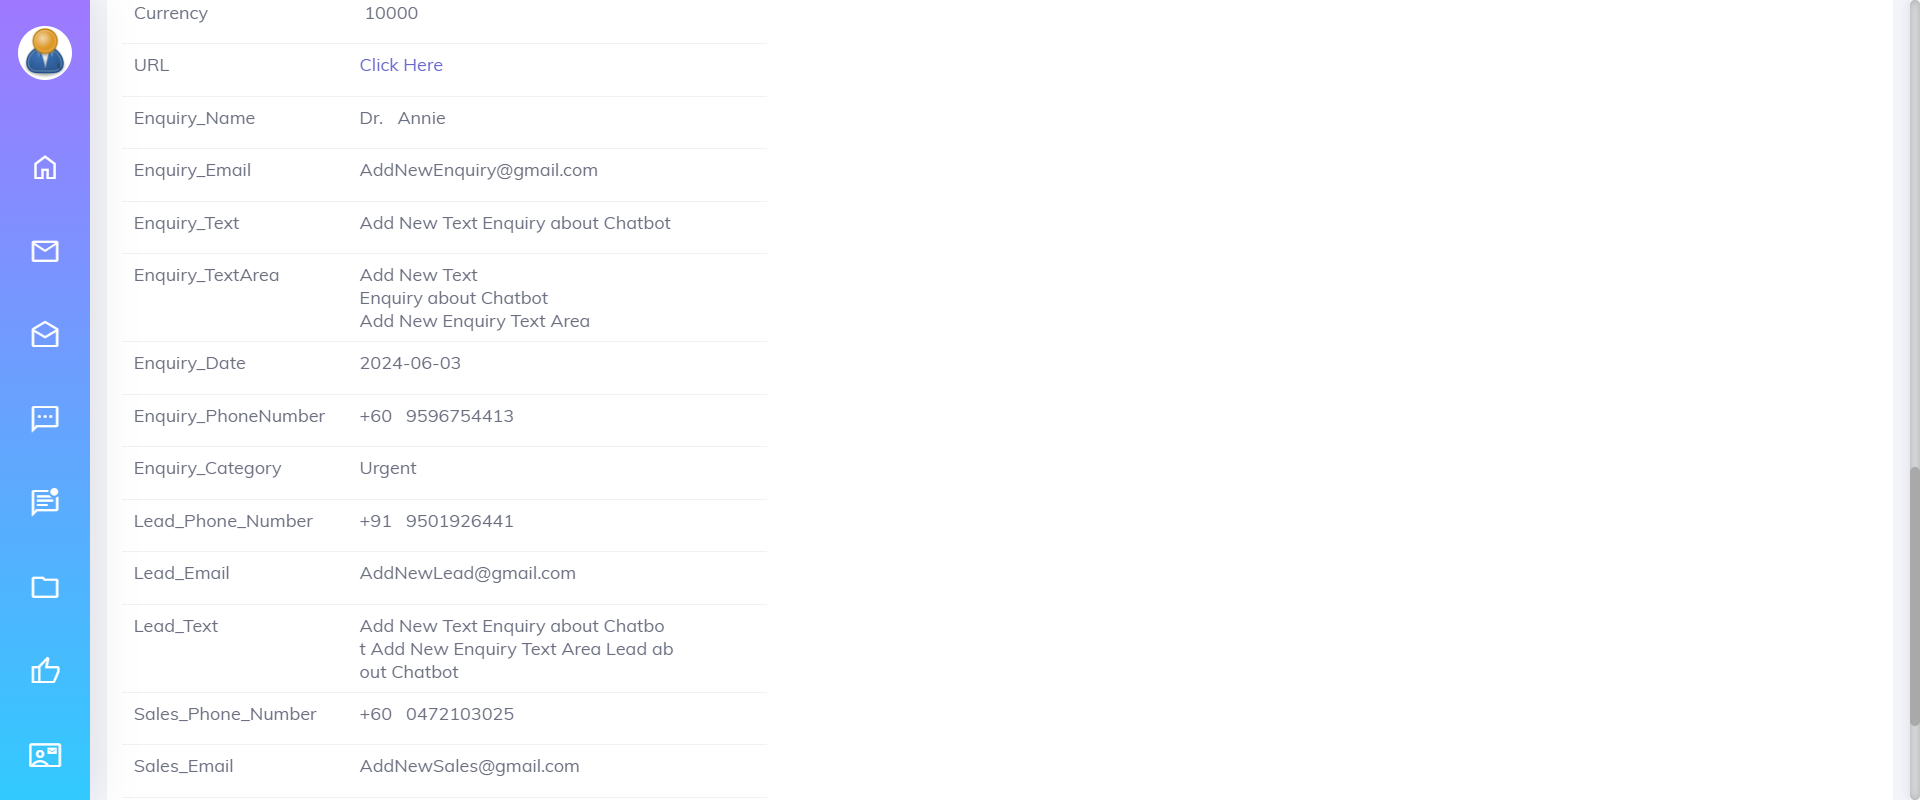 Currency 10000
URL Click Here
Enquiry_Name Dr. Annie
Enquiry_Email AddNewEnquiry@gmail.com
Enquiry_Text Add New Text Enquiry about Chatbot
Enquiry_TextArea Add New Text
Enquiry about Chatbot
Add New Enquiry Text Area
Enquiry_Date 2024-06-03
Enquiry_PhoneNumber +60 9596754413
Enquiry_Category Urgent
Lead_Phone_Number +91 9501926441
Lead_Email AddNewLead@gmail.com
Lead_Text Add New Text Enquiry about Chatbo
t Add New Enquiry Text Area Lead ab
out Chatbot
Sales_Phone_Number +60 0472103025
Sales_Email AddNewSales@gmail.com